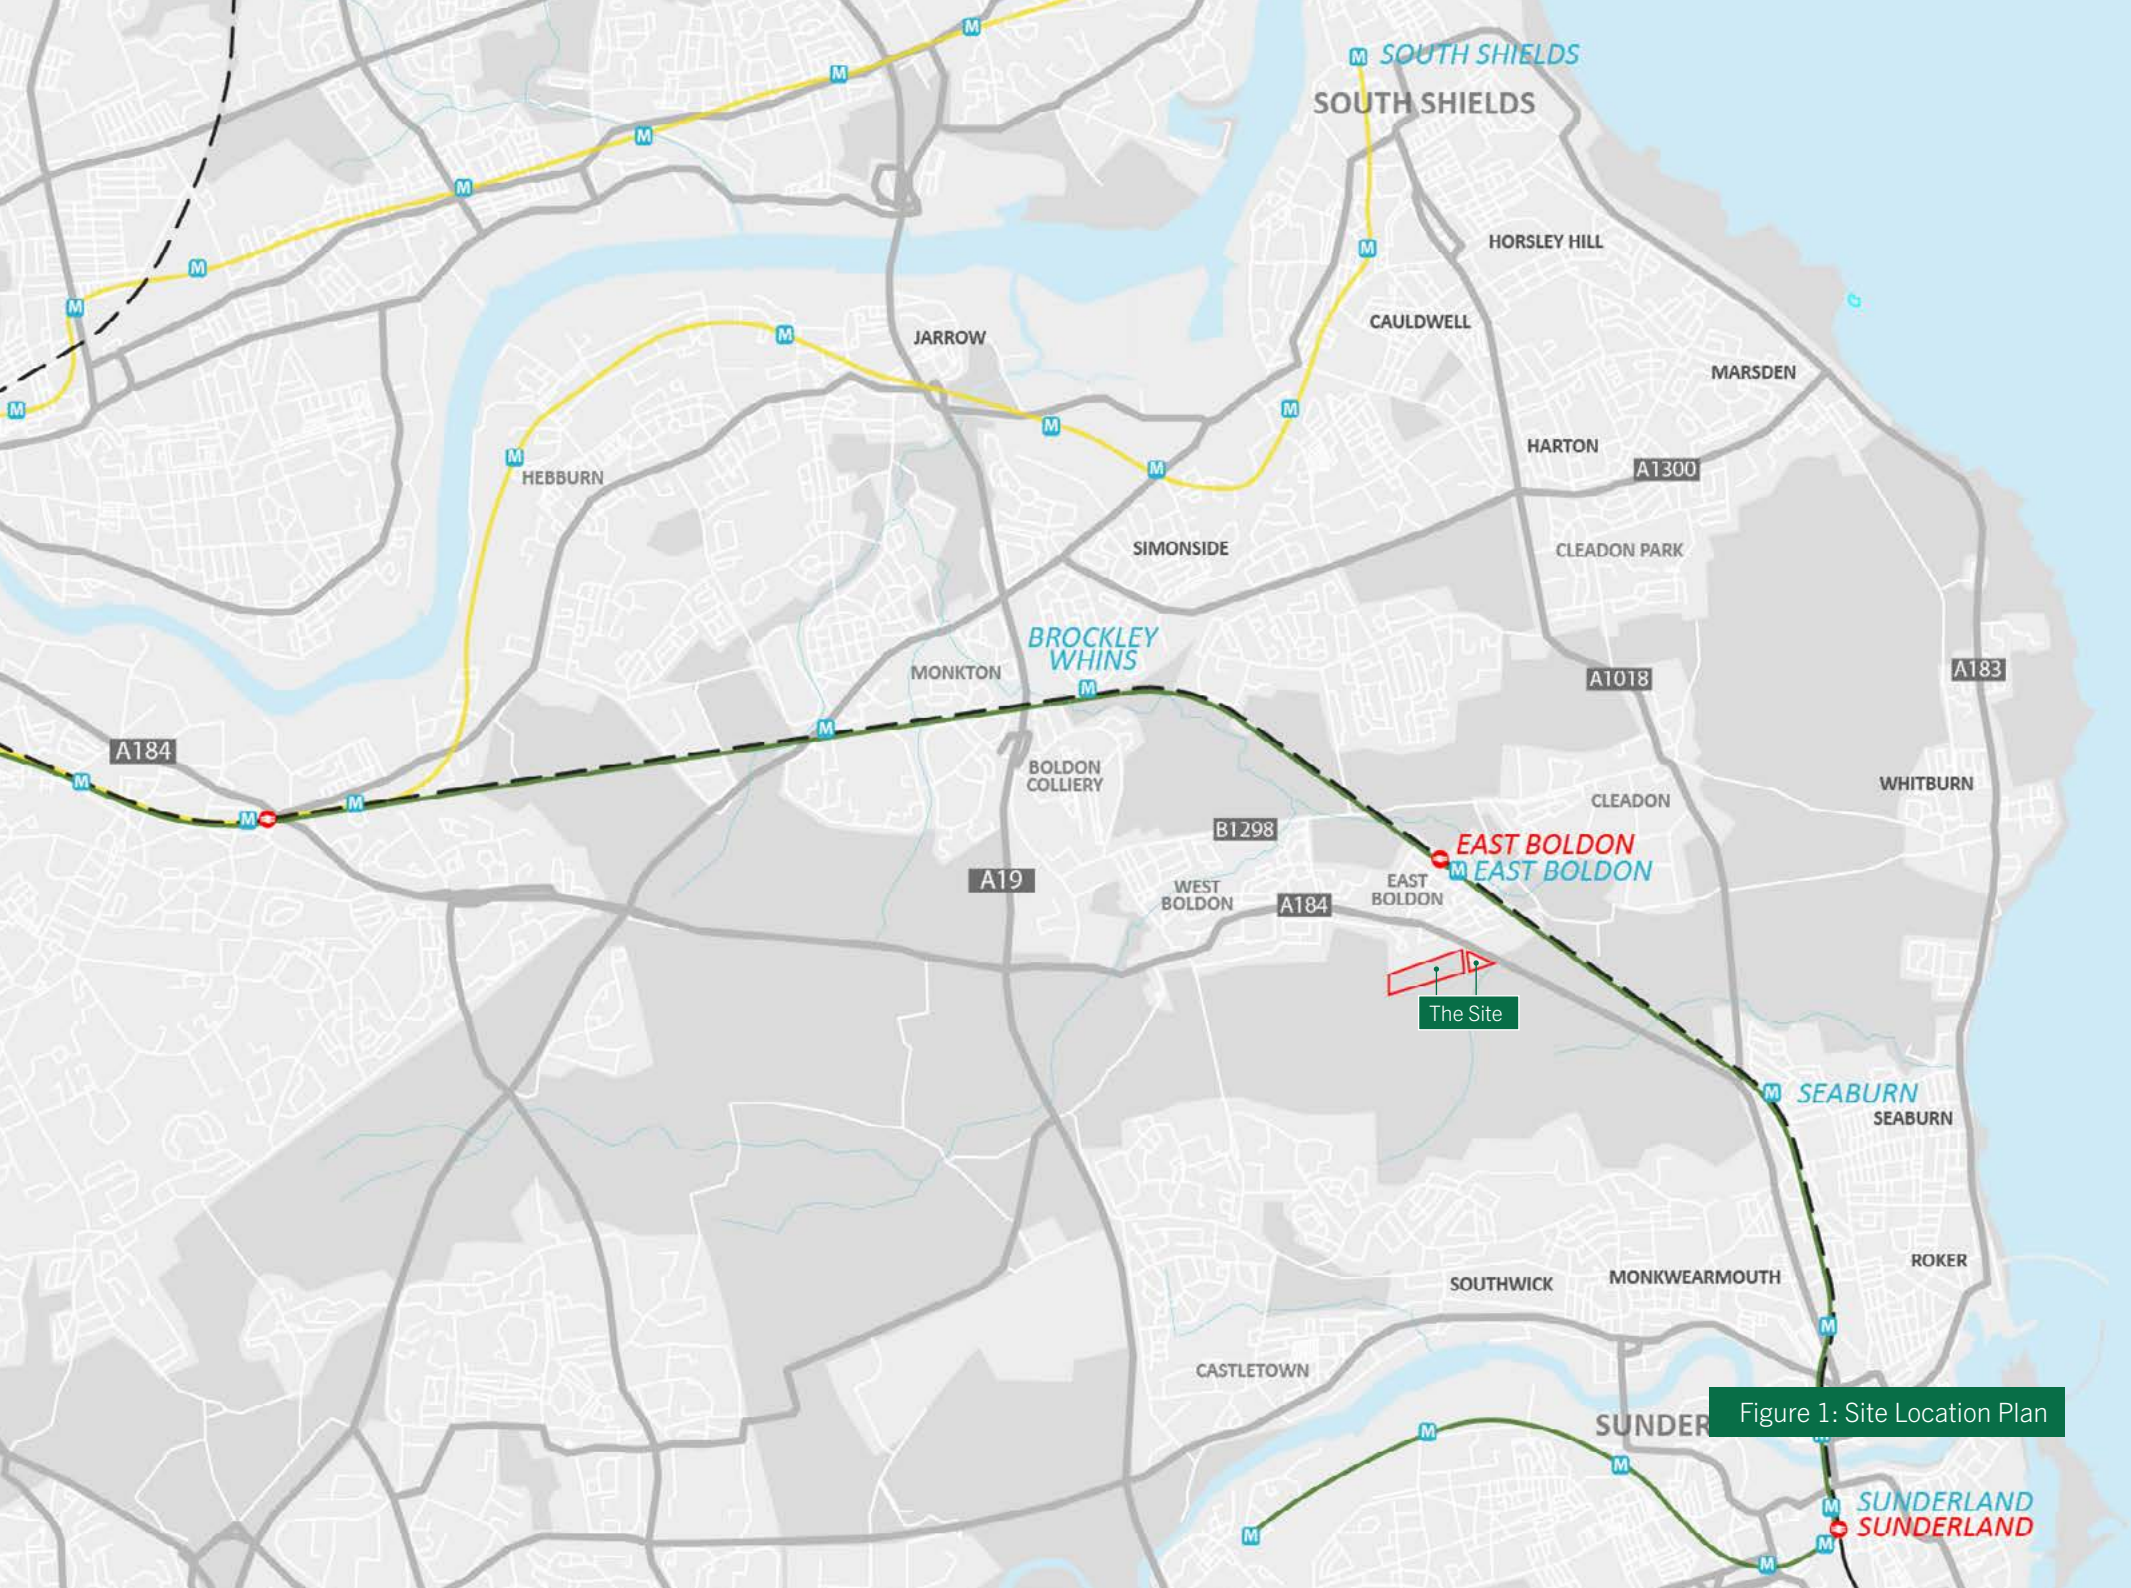 M
M
SOUTH SHIELDS
M
SOUTH SHIELDS
M
M
HORSLEY HILL
M
M
M
CAULDWELL
M
JARROW
MARSDEN
M
M
M
HARTON
M
M
A1300
HEBBURN
SIMONSIDE
CLEADON PARK
BROCKLEY
WHINS
MONKTON
A183
A1018
M
M
A184
BOLDON
COLLIERY
M
WHITBURN
CLEADON
M
M
B1298
EAST BOLDON
M
EAST BOLDON
A19
EAST
BOLDON
WEST
BOLDON
A184
The Site
M
SEABURN
SEABURN
ROKER
SOUTHWICK
MONKWEARMOUTH
M
CASTLETOWN
Figure 1: Site Location Plan
SUNDER
M
M
M
SUNDERLAND
M
SUNDERLAND
M
M